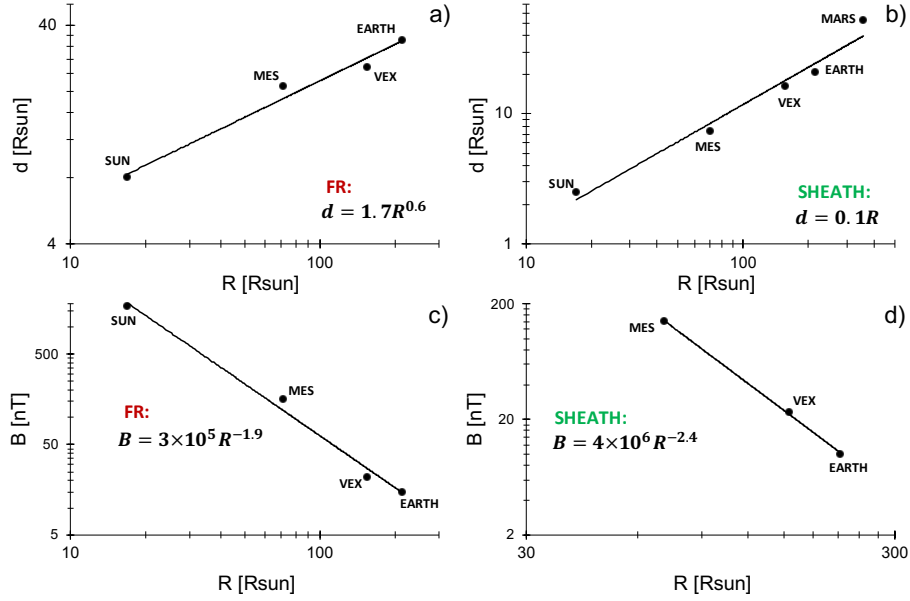 a)
40
EARTH
MES
VEX
d [Rsun]
SUN
FR:
d = 1.7R^0.6
4
10
100
R [Rsun]
b)
MARS
EARTH
10
VEX
d [Rsun]
MES
SUN
SHEATH:
d = 0.1R
1
10
100
R [Rsun]
c)
SUN
500
MES
FR:
B = 3×10^5 R^−1.9
B [nT]
50
VEX
EARTH
5
10
100
R [Rsun]
d)
200
MES
VEX
20
SHEATH:
B = 4×10^6 R^−2.4
B [nT]
EARTH
2
30
300
R [Rsun]